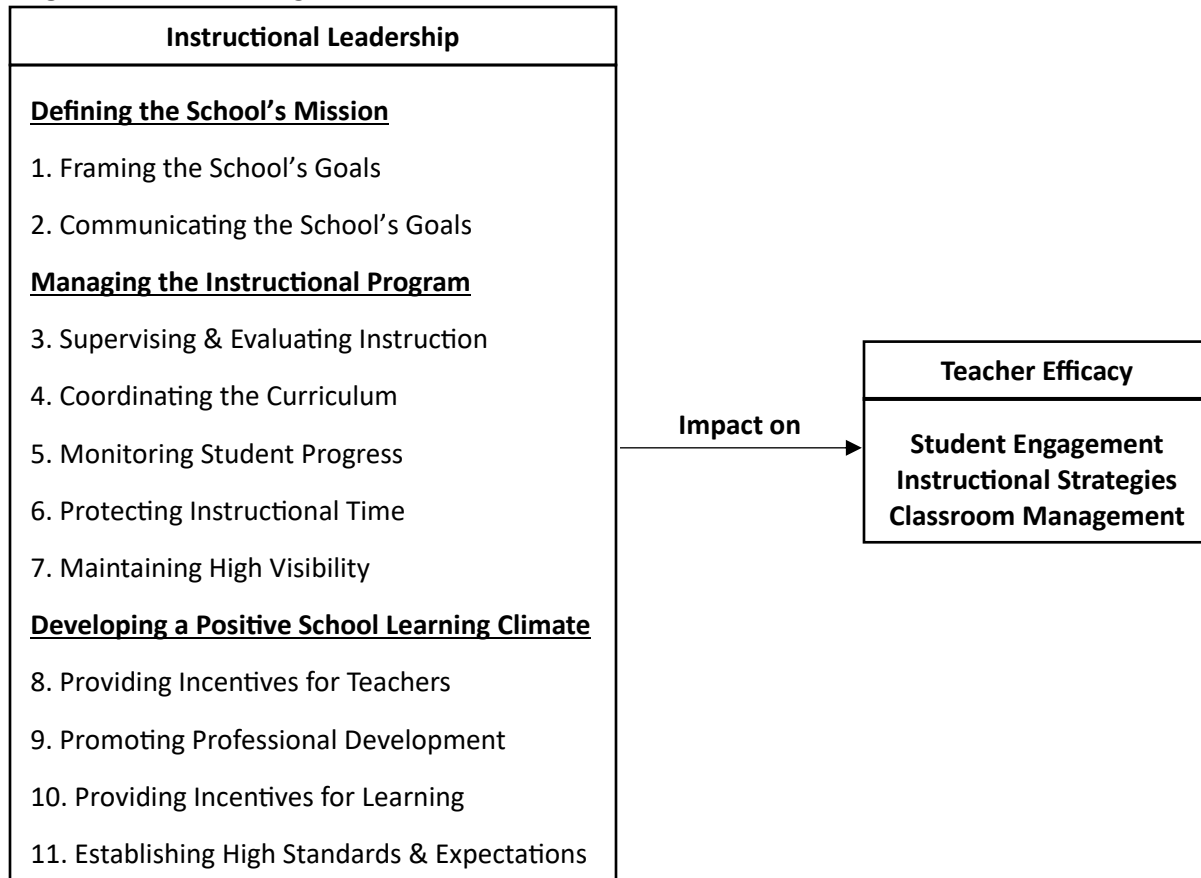 Instructional Leadership
Defining the School’s Mission
1. Framing the School’s Goals
2. Communicating the School’s Goals
Managing the Instructional Program
3. Supervising & Evaluating Instruction
4. Coordinating the Curriculum
5. Monitoring Student Progress
6. Protecting Instructional Time
7. Maintaining High Visibility
Developing a Positive School Learning Climate
8. Providing Incentives for Teachers
9. Promoting Professional Development
10. Providing Incentives for Learning
11. Establishing High Standards & Expectations
Impact on
Teacher Efficacy
Student Engagement
Instructional Strategies
Classroom Management